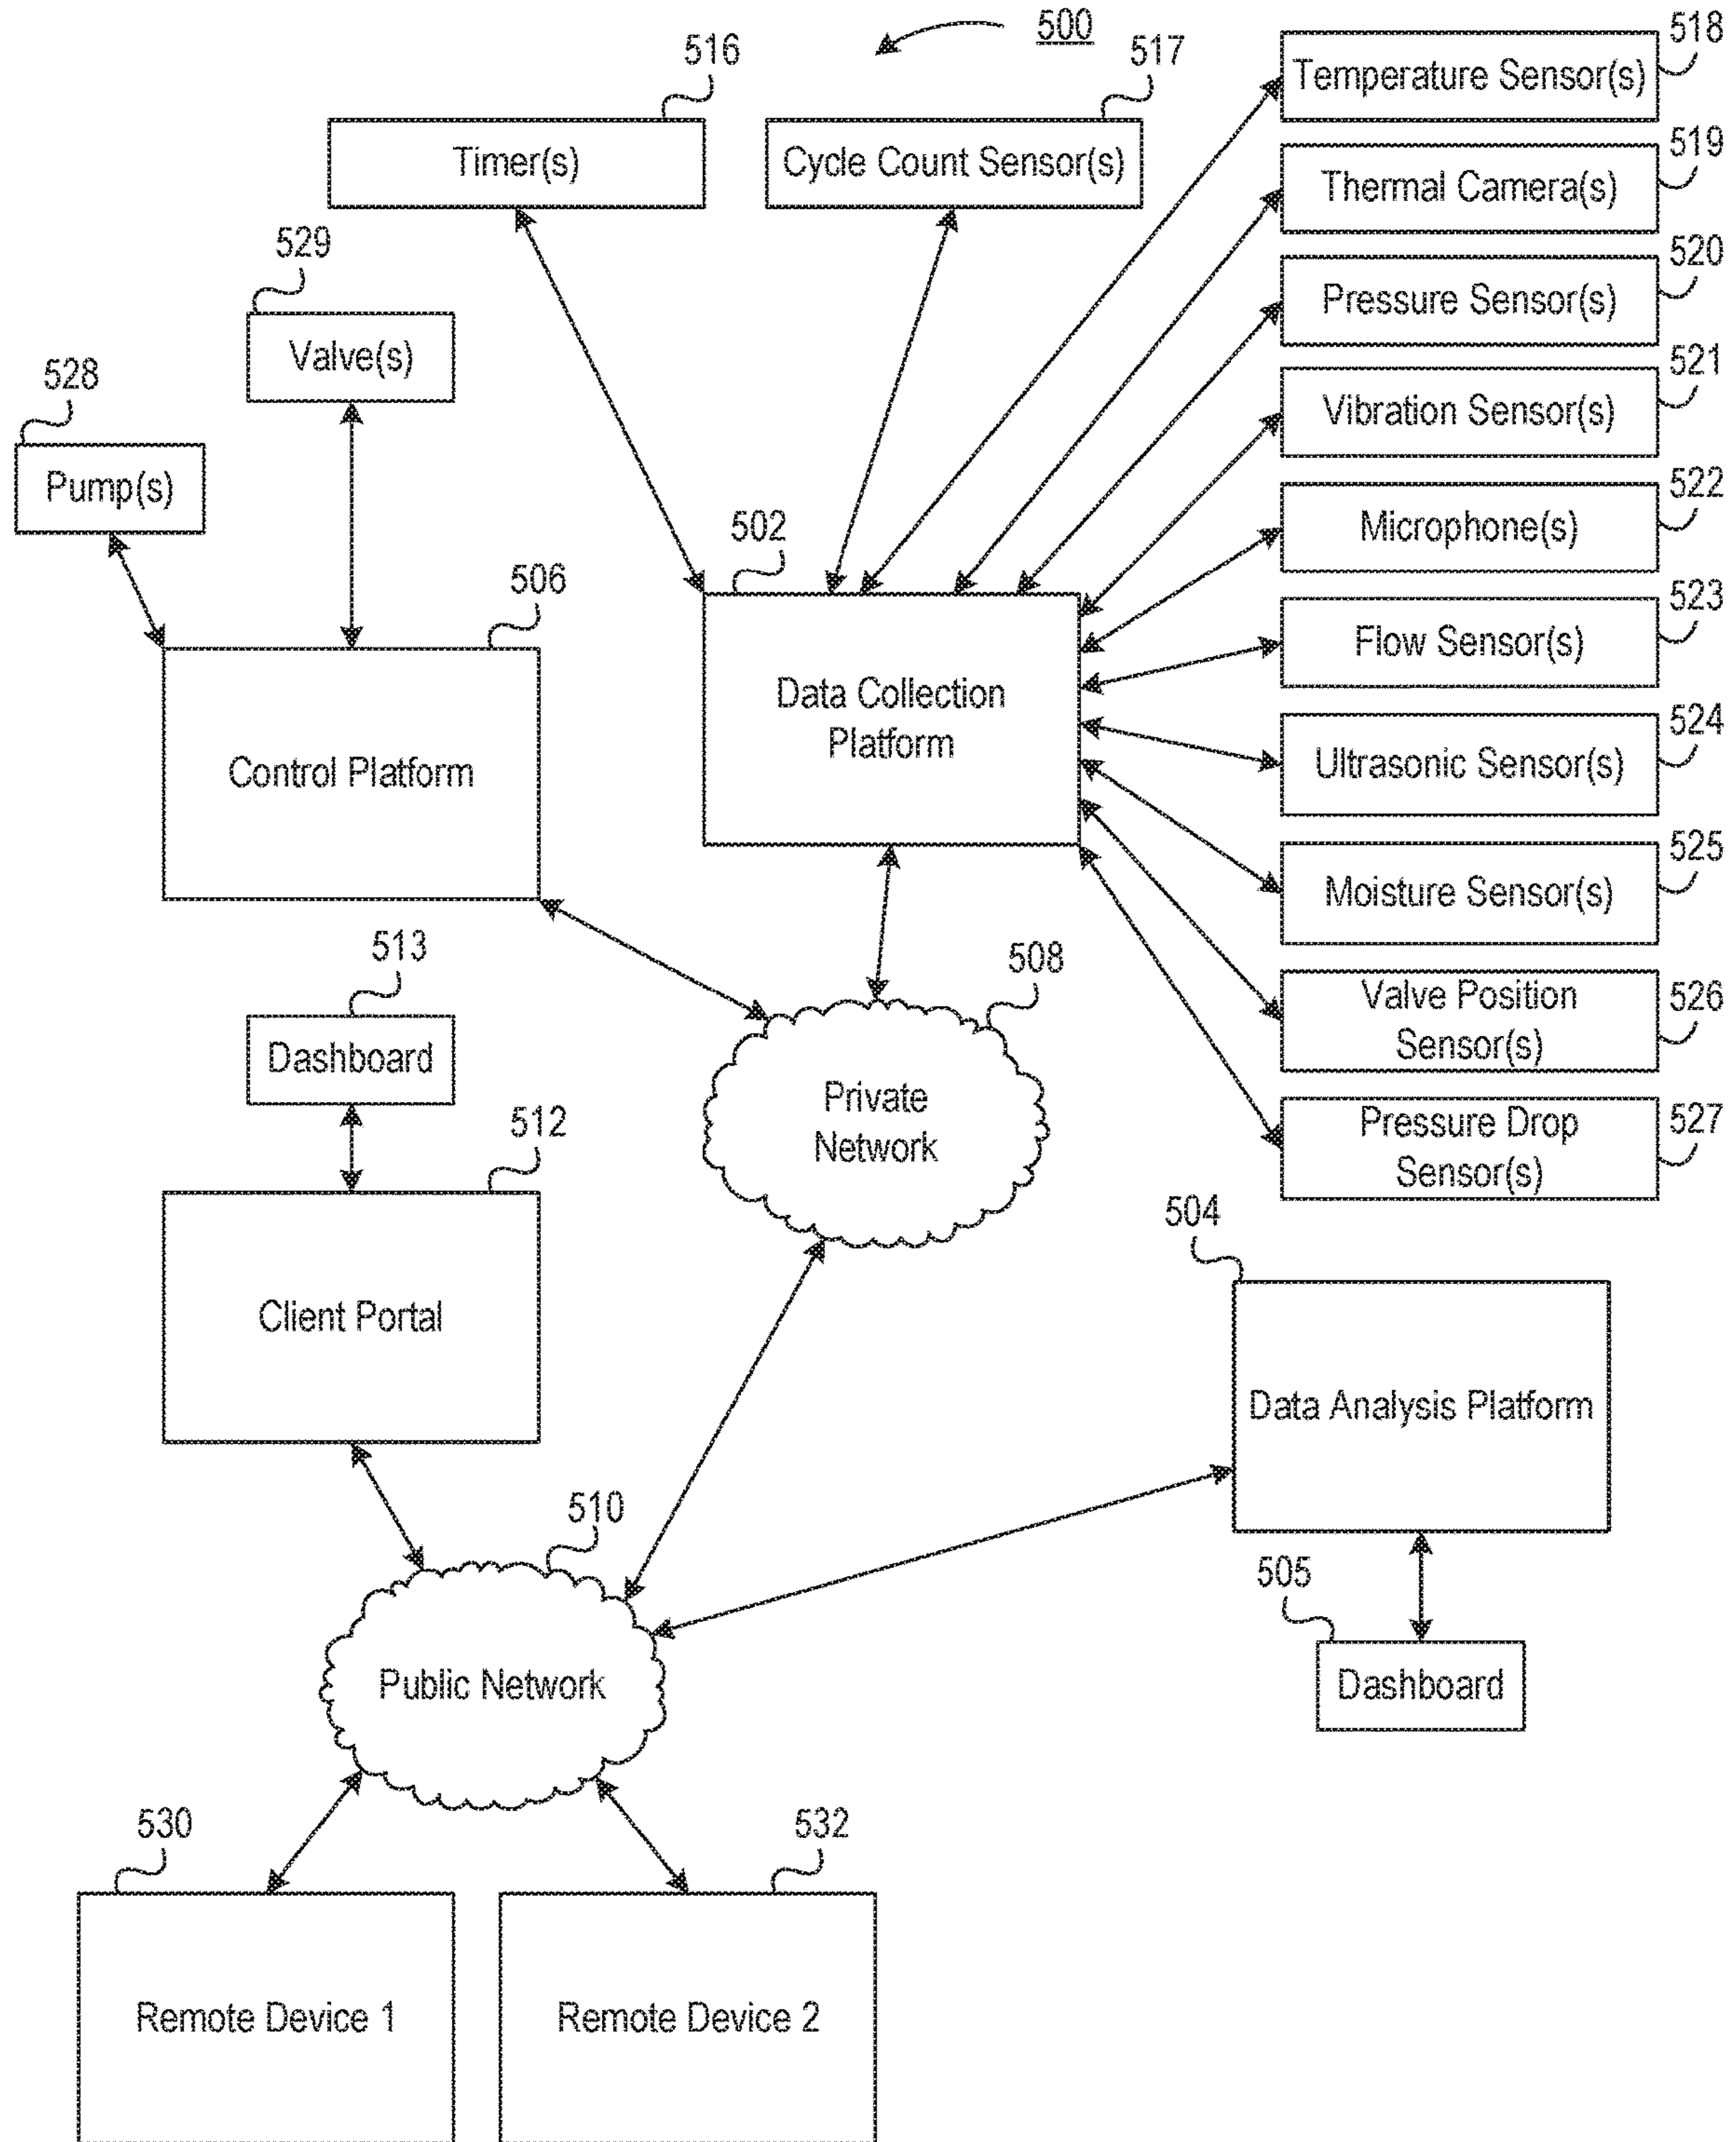 500
516
517
518
Temperature Sensor(s)
Timer(s)
Cycle Count Sensor(s)
519
Thermal Camera(s)
529
520
Pressure Sensor(s)
Valve(s)
528
521
Vibration Sensor(s)
Pump(s)
522
Microphone(s)
502
506
523
Flow Sensor(s)
Data Collection
Platform
Control Platform
524
Ultrasonic Sensor(s)
525
Moisture Sensor(s)
513
508
Dashboard
526
Valve Position
Sensor(s)
Private
Network
512
527
Pressure Drop
Sensor(s)
504
Client Portal
Data Analysis Platform
510
505
Public Network
Dashboard
530
532
Remote Device 1
Remote Device 2